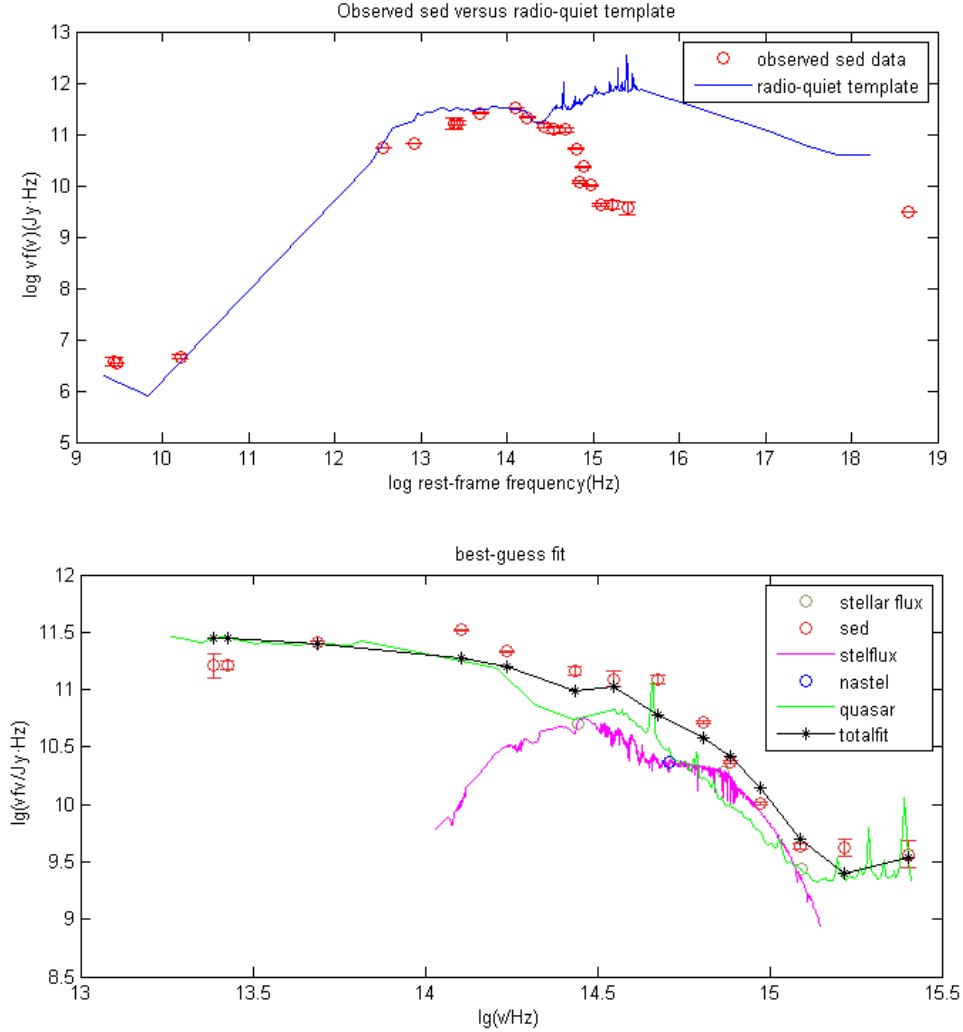 Observed sed versus radio-quiet template
13
12
11
10
9
8
7
6
5
log vf(v)(Jy·Hz)
observed sed data
radio-quiet template
9 10 11 12 13 14 15 16 17 18 19
log rest-frame frequency(Hz)
best-guess fit
12
11.5
11
10.5
10
9.5
9
8.5
lg(vfv/Jy·Hz)
stellar flux
sed
stelflux
nastel
quasar
totalfit
13 13.5 14 14.5 15 15.5
lg(v/Hz)